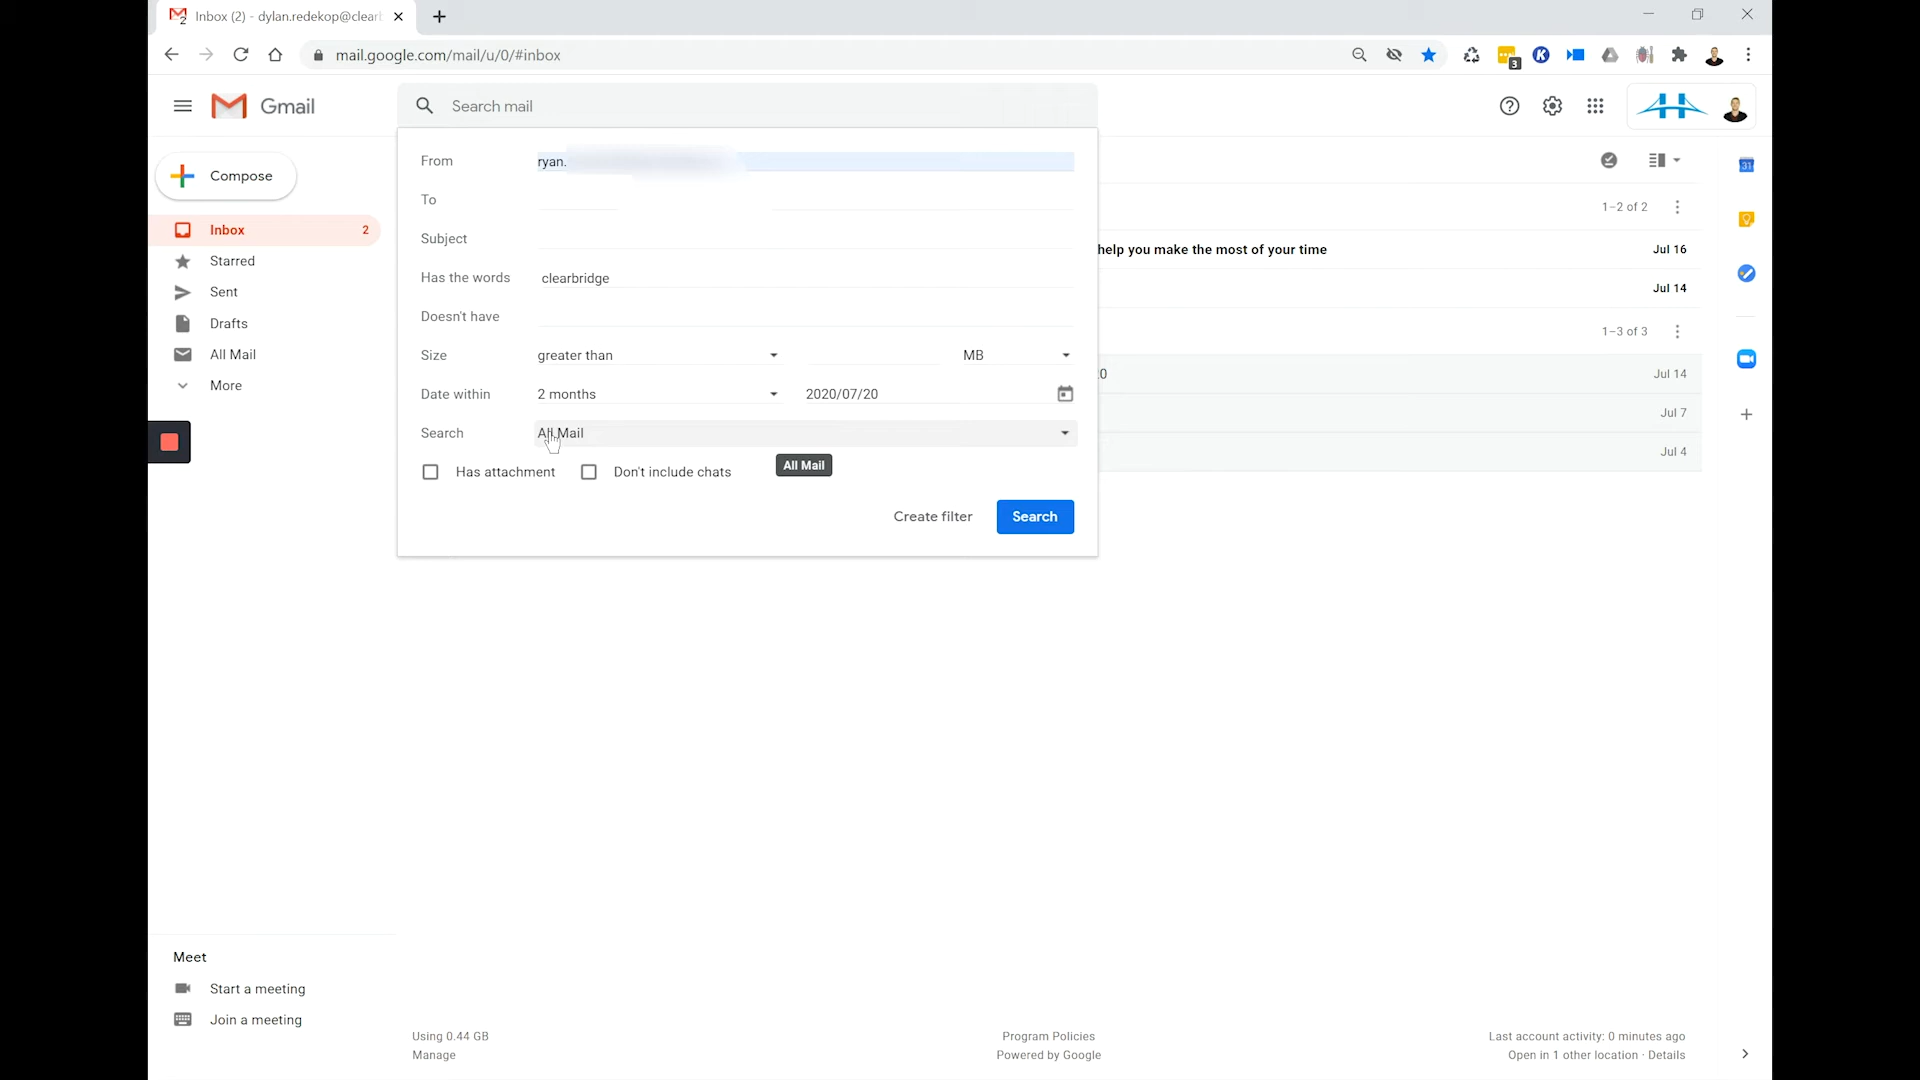 Inbox (2) - dylan.redekop@clearb
mail.google.com/mail/u/0/#inbox
3
Gmail
Search mail
Compose
Inbox 2
Starred
Sent
Drafts
All Mail
More
From ryan.
To
Subject
Has the words clearbridge
Doesn't have
Size greater than MB
Date within 2 months 2020/07/20
Search All Mail
Has attachment Don't include chats
All Mail
Create filter Search
1–2 of 2
help you make the most of your time Jul 16
Jul 14
1–3 of 3
0 Jul 14
Jul 7
Jul 4
31
Meet
Start a meeting
Join a meeting
Using 0.44 GB
Manage
Program Policies
Powered by Google
Last account activity: 0 minutes ago
Open in 1 other location · Details